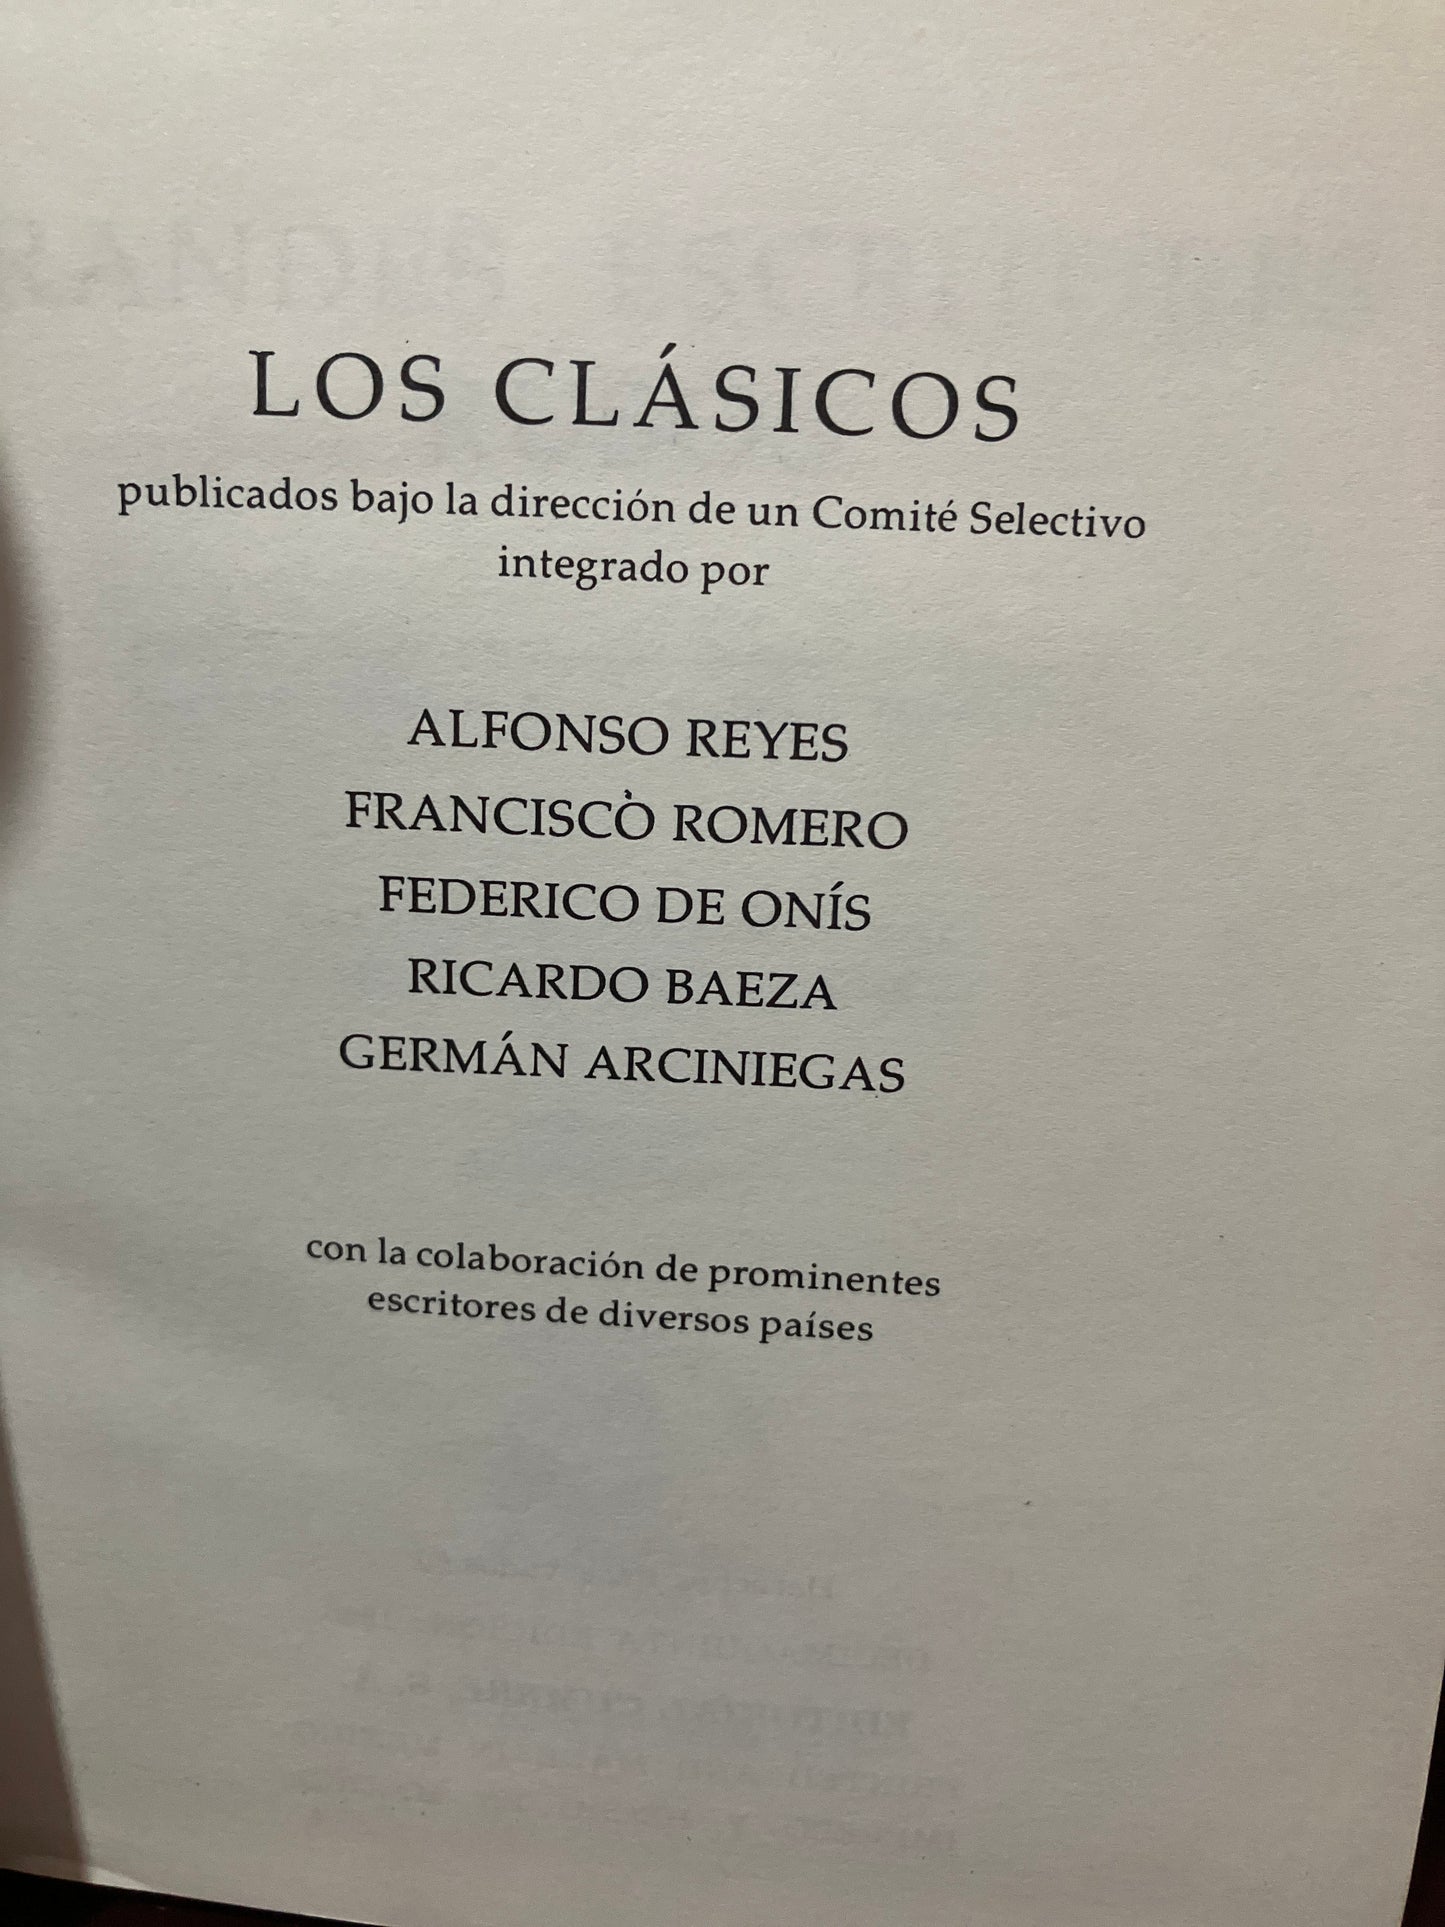 LOS CLÁSICOS
publicados bajo la dirección de un Comité Selectivo
integrado por
ALFONSO REYES
FRANCISCO ROMERO
FEDERICO DE ONÍS
RICARDO BAEZA
GERMÁN ARCINIEGAS
con la colaboración de prominentes
escritores de diversos países